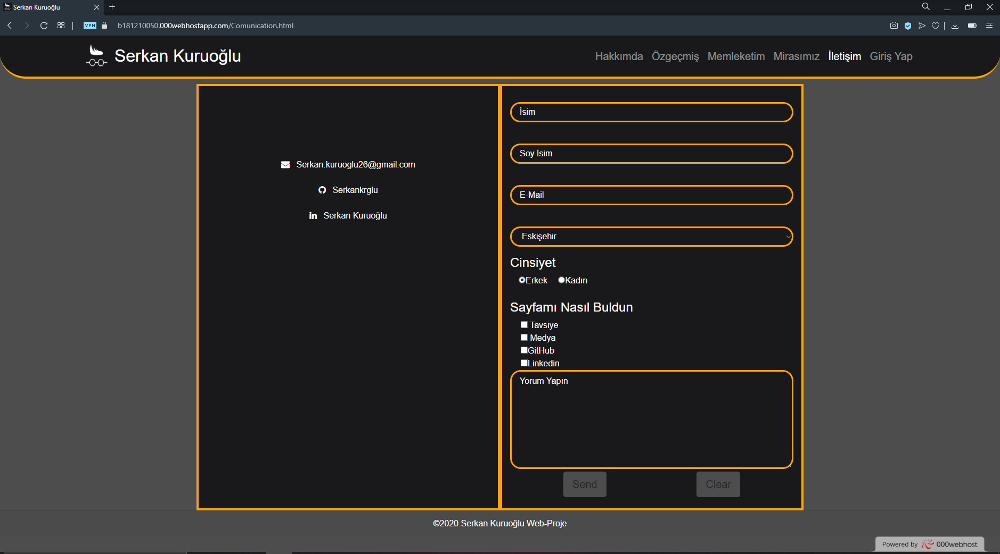 Serkan Kuruoğlu
VPN b181210050.000webhostapp.com/Comunication.html
Serkan Kuruoğlu
Hakkımda Özgeçmiş Memleketim Mirasımız İletişim Giriş Yap
Serkan.kuruoglu26@gmail.com
Serkankrglu
in Serkan Kuruoğlu
İsim
Soy İsim
E-Mail
Eskişehir
Cinsiyet
Erkek Kadın
Sayfamı Nasıl Buldun
Tavsiye
Medya
GitHub
Linkedin
Yorum Yapın
Send Clear
©2020 Serkan Kuruoğlu Web-Proje
Powered by 000webhost